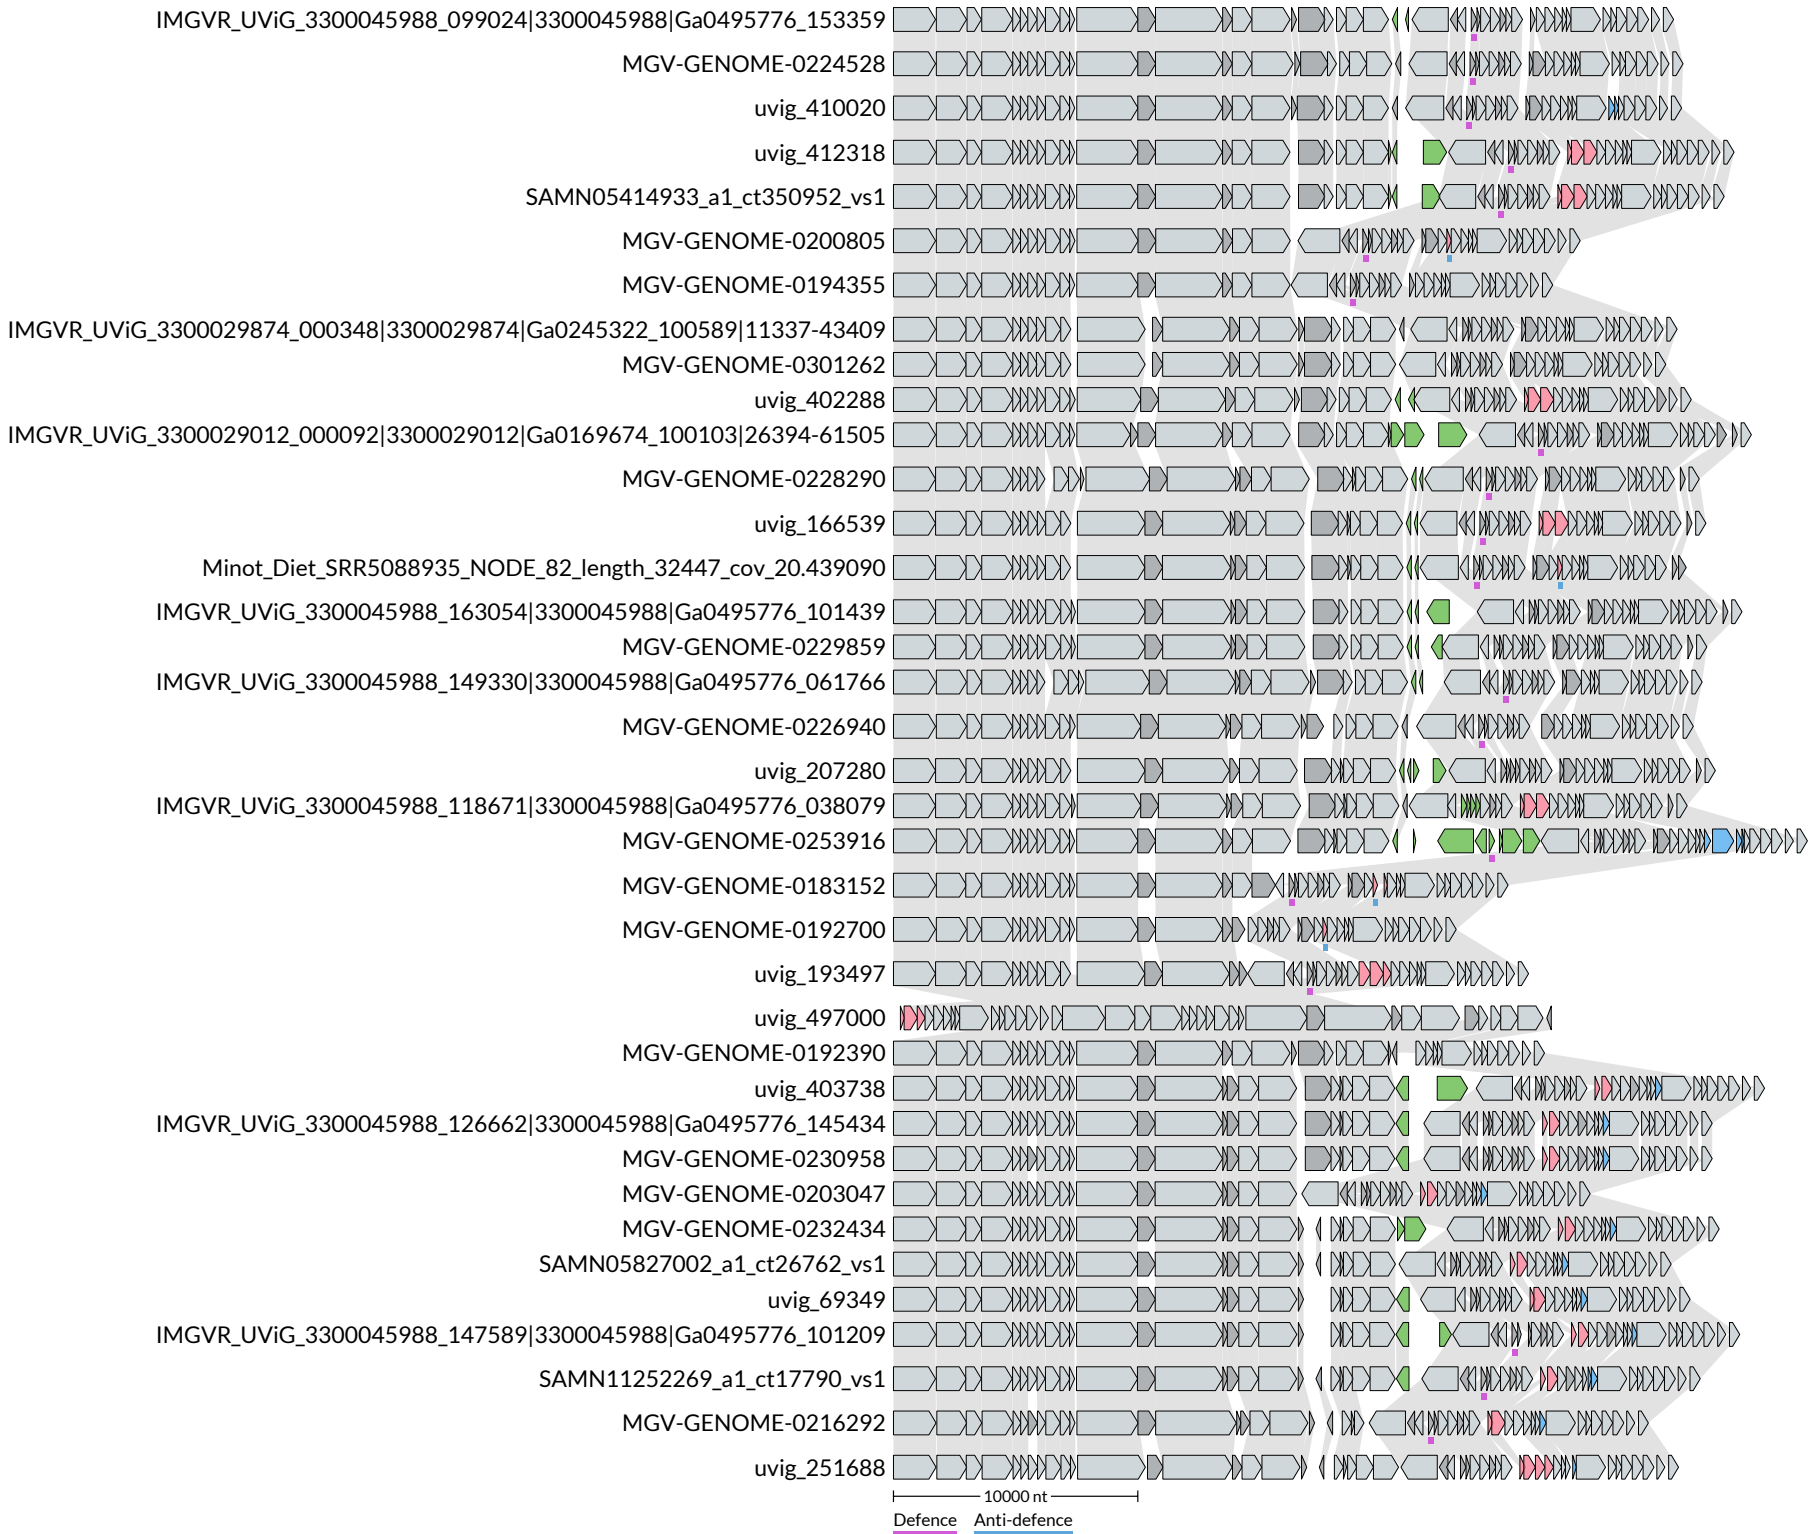 IMGVR_UViG_3300045988_099024|3300045988|Ga0495776_153359
MGV-GENOME-0224528
uvig_410020
uvig_412318
SAMN05414933_a1_ct350952_vs1
MGV-GENOME-0200805
MGV-GENOME-0194355
IMGVR_UViG_3300029874_000348|3300029874|Ga0245322_100589|11337-43409
MGV-GENOME-0301262
uvig_402288
IMGVR_UViG_3300029012_000092|3300029012|Ga0169674_100103|26394-61505
MGV-GENOME-0228290
uvig_166539
Minot_Diet_SRR5088935_NODE_82_length_32447_cov_20.439090
IMGVR_UViG_3300045988_163054|3300045988|Ga0495776_101439
MGV-GENOME-0229859
IMGVR_UViG_3300045988_149330|3300045988|Ga0495776_061766
MGV-GENOME-0226940
uvig_207280
IMGVR_UViG_3300045988_118671|3300045988|Ga0495776_038079
MGV-GENOME-0253916
MGV-GENOME-0183152
MGV-GENOME-0192700
uvig_193497
uvig_497000
MGV-GENOME-0192390
uvig_403738
IMGVR_UViG_3300045988_126662|3300045988|Ga0495776_145434
MGV-GENOME-0230958
MGV-GENOME-0203047
MGV-GENOME-0232434
SAMN05827002_a1_ct26762_vs1
uvig_69349
IMGVR_UViG_3300045988_147589|3300045988|Ga0495776_101209
SAMN11252269_a1_ct17790_vs1
MGV-GENOME-0216292
uvig_251688
10000 nt
Defence Anti-defence